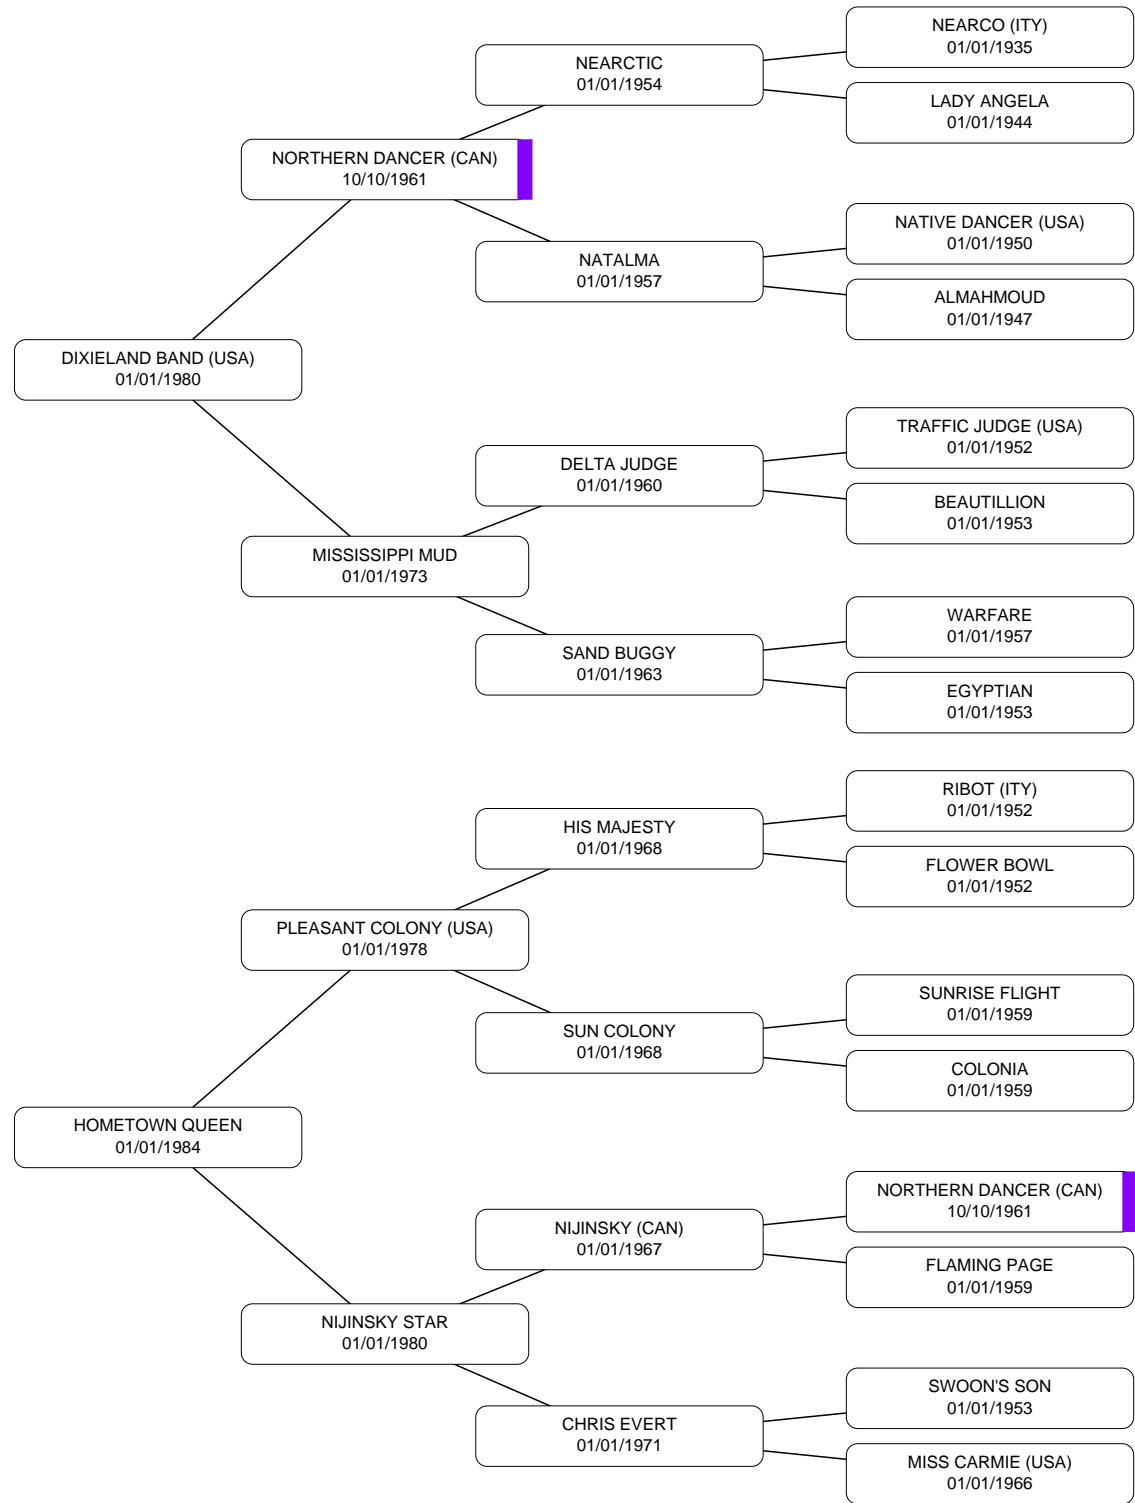 NEARCO (ITY)
01/01/1935
NEARCTIC
01/01/1954
LADY ANGELA
01/01/1944
NORTHERN DANCER (CAN)
10/10/1961
NATIVE DANCER (USA)
01/01/1950
NATALMA
01/01/1957
ALMAHMOUD
01/01/1947
DIXIELAND BAND (USA)
01/01/1980
TRAFFIC JUDGE (USA)
01/01/1952
DELTA JUDGE
01/01/1960
BEAUTILLION
01/01/1953
MISSISSIPPI MUD
01/01/1973
WARFARE
01/01/1957
SAND BUGGY
01/01/1963
EGYPTIAN
01/01/1953
RIBOT (ITY)
01/01/1952
HIS MAJESTY
01/01/1968
FLOWER BOWL
01/01/1952
PLEASANT COLONY (USA)
01/01/1978
SUNRISE FLIGHT
01/01/1959
SUN COLONY
01/01/1968
COLONIA
01/01/1959
HOMETOWN QUEEN
01/01/1984
NORTHERN DANCER (CAN)
10/10/1961
NIJINSKY (CAN)
01/01/1967
FLAMING PAGE
01/01/1959
NIJINSKY STAR
01/01/1980
SWOON'S SON
01/01/1953
CHRIS EVERT
01/01/1971
MISS CARMIE (USA)
01/01/1966